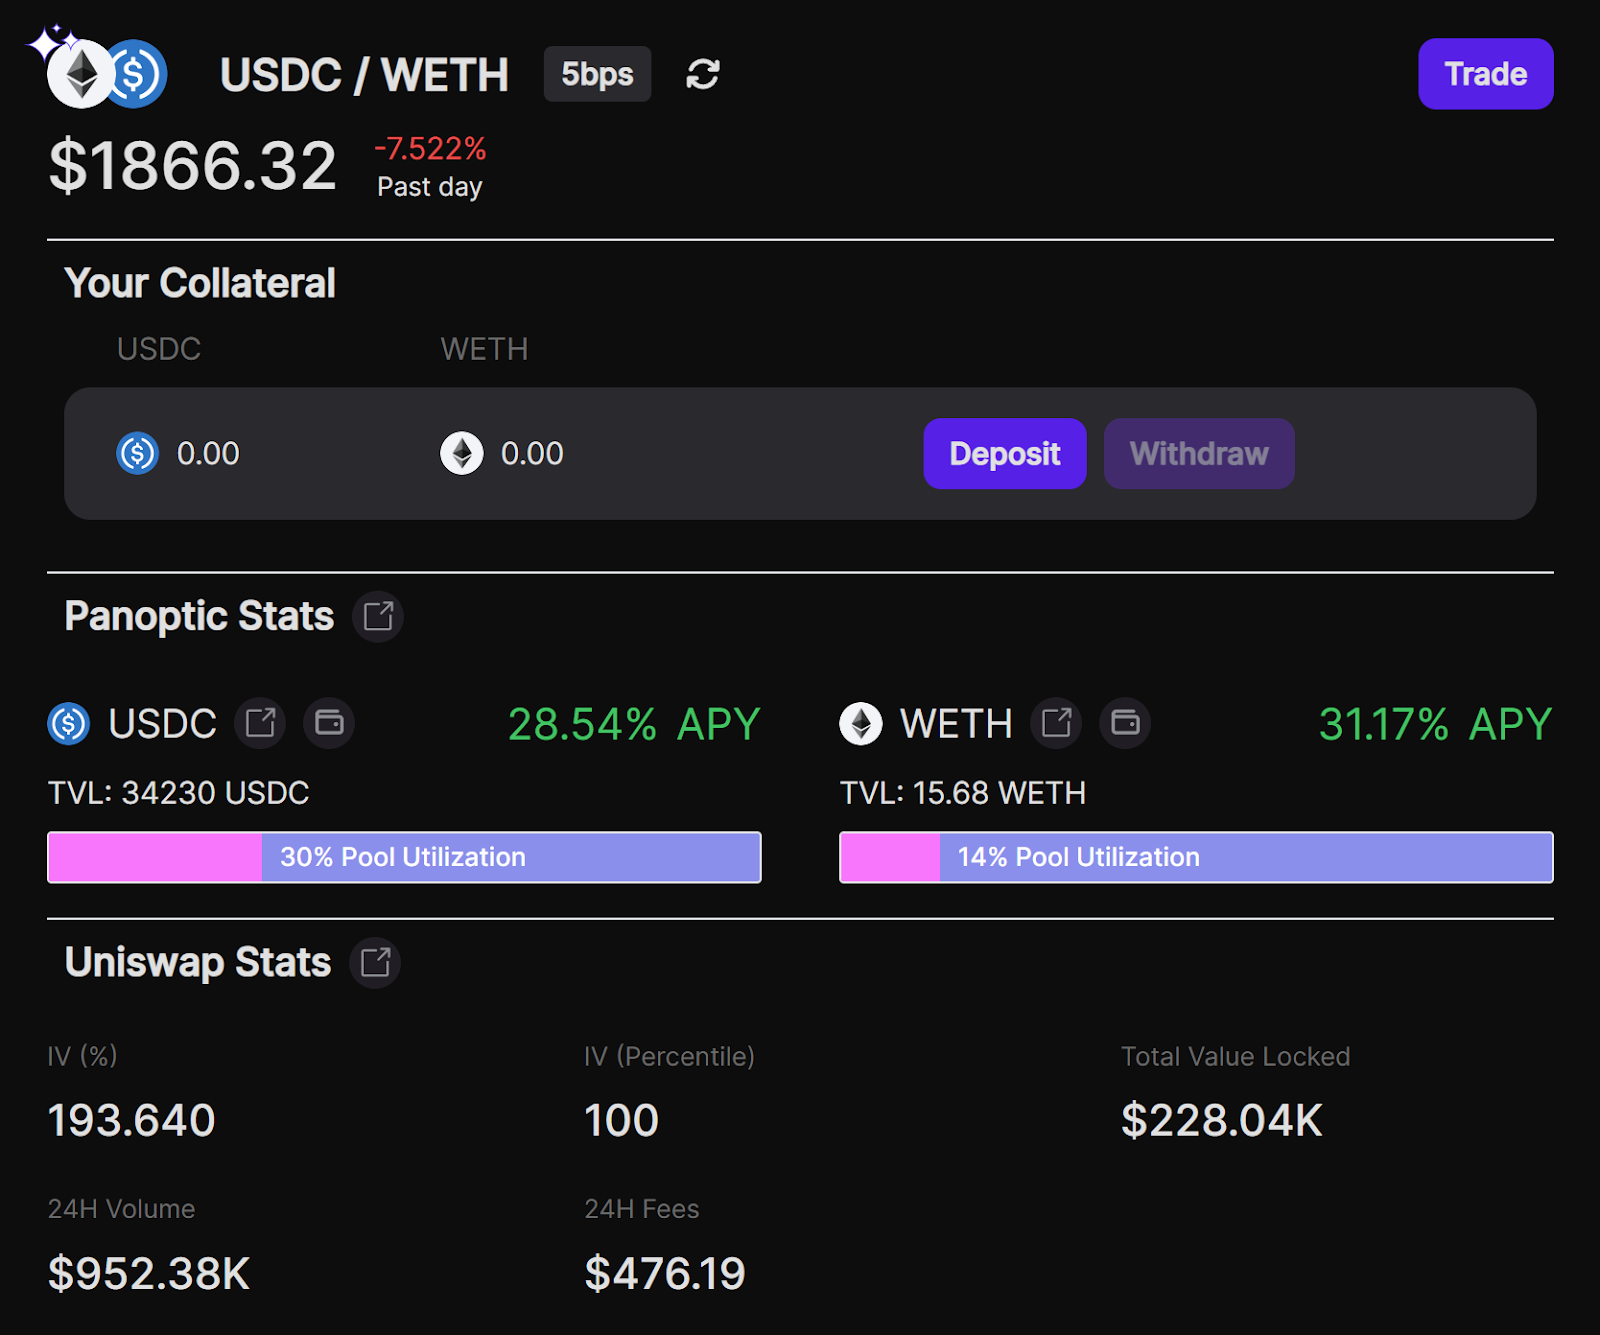 USDC / WETH 5bps Trade
$1866.32 -7.522%
Past day
Your Collateral
USDC WETH
0.00 0.00 Deposit Withdraw
Panoptic Stats
USDC 28.54% APY WETH 31.17% APY
TVL: 34230 USDC TVL: 15.68 WETH
30% Pool Utilization 14% Pool Utilization
Uniswap Stats
IV (%) IV (Percentile) Total Value Locked
193.640 100 $228.04K
24H Volume 24H Fees
$952.38K $476.19